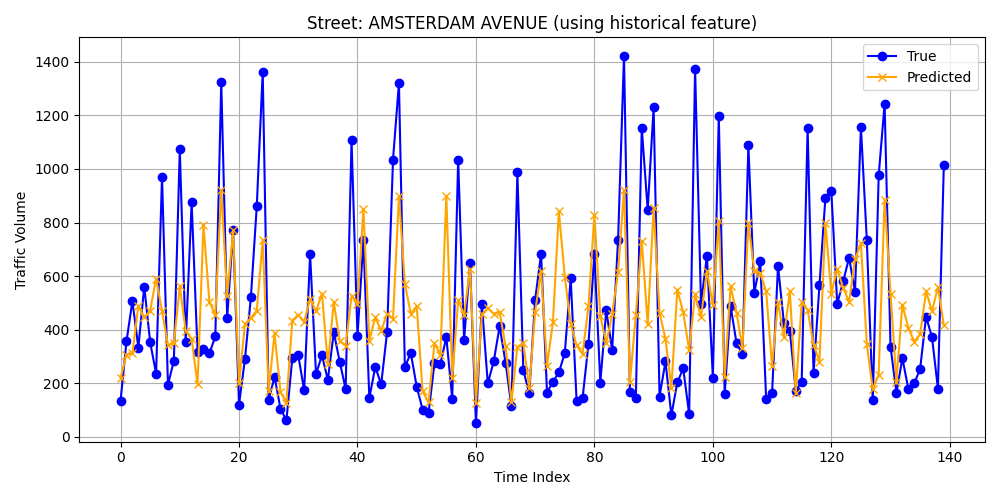 Street: AMSTERDAM AVENUE (using historical feature)
True
Predicted
Traffic Volume
1400
1200
1000
800
600
400
200
0
0 20 40 60 80 100 120 140
Time Index